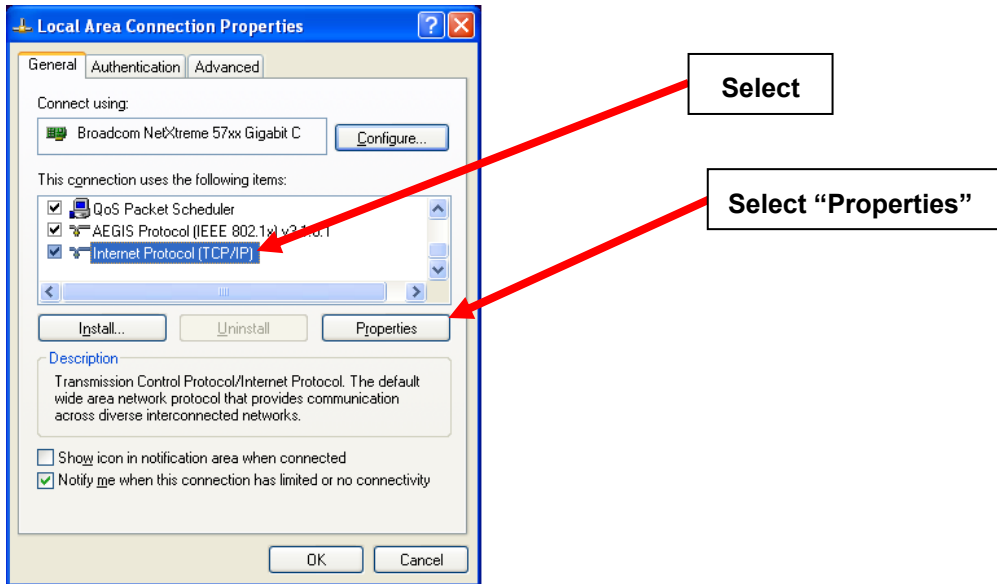 Local Area Connection Properties
General Authentication Advanced
Select
Connect using:
Broadcom NetXtreme 57xx Gigabit C Configure...
This connection uses the following items:
QoS Packet Scheduler
Select “Properties”
AEGIS Protocol (IEEE 802.1x) v3.1.6.1
Internet Protocol (TCP/IP)
Install... Uninstall Properties
Description
Transmission Control Protocol/Internet Protocol. The default
wide area network protocol that provides communication
across diverse interconnected networks.
Show icon in notification area when connected
Notify me when this connection has limited or no connectivity
OK Cancel